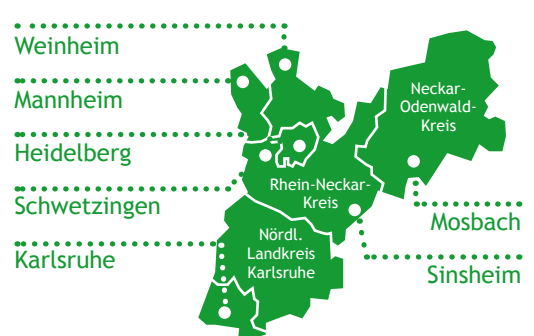 Weinheim
Mannheim
Heidelberg
Schwetzingen
Karlsruhe
Neckar-
Odenwald-
Kreis
Rhein-Neckar-
Kreis
Nördl.
Landkreis
Karlsruhe
Mosbach
Sinsheim